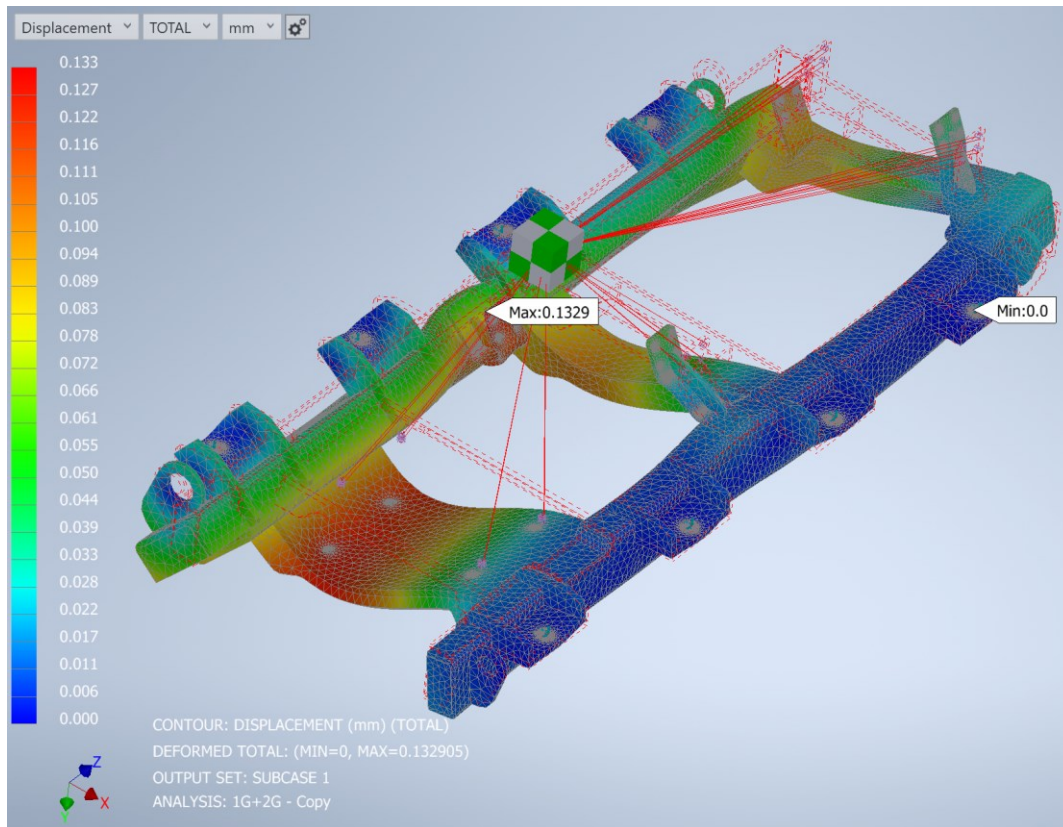 Displacement TOTAL mm
0.133
0.127
0.122
0.116
0.111
0.105
0.100
0.094
0.089
0.083
0.078
0.072
0.066
0.061
0.055
0.050
0.044
0.039
0.033
0.028
0.022
0.017
0.011
0.006
0.000
Max:0.1329
Min:0.0
CONTOUR: DISPLACEMENT (mm) (TOTAL)
DEFORMED TOTAL: (MIN=0, MAX=0.132905)
OUTPUT SET: SUBCASE 1
ANALYSIS: 1G+2G - Copy
Z
X
Y